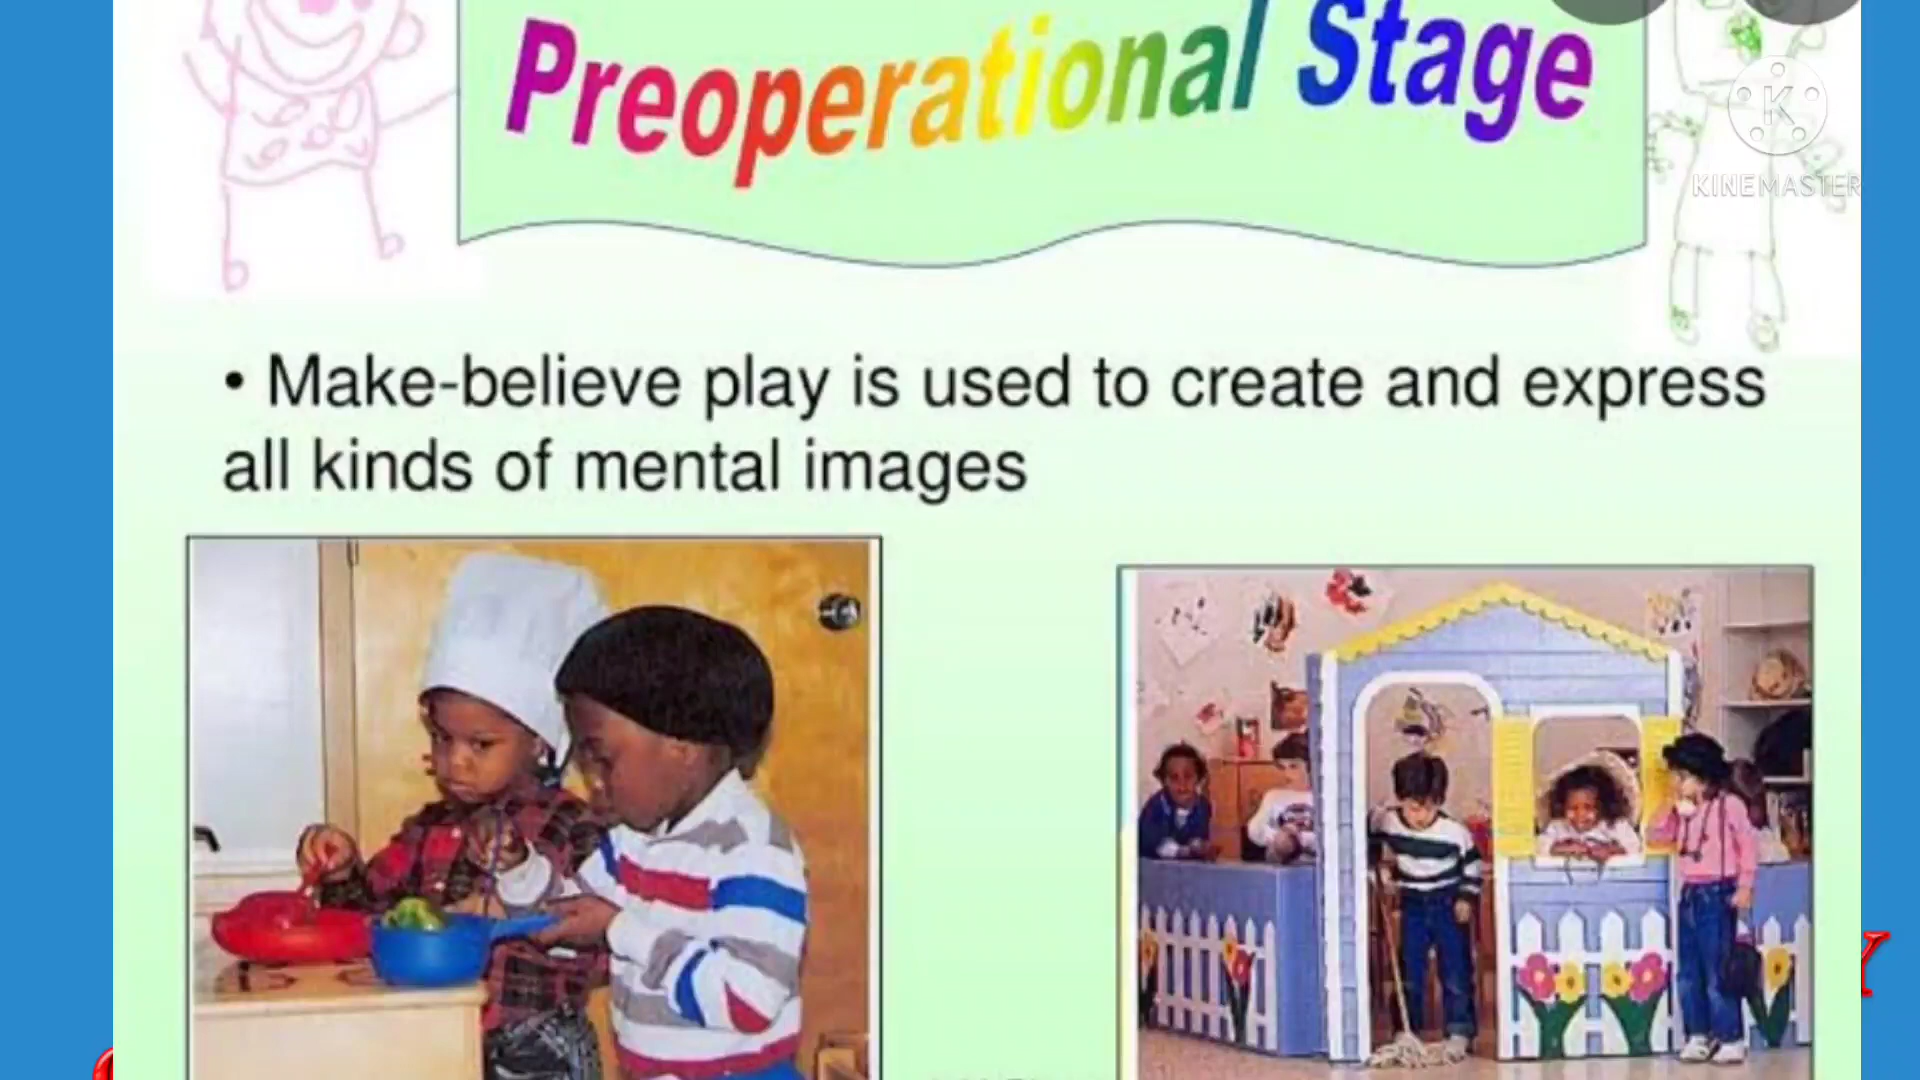 Preoperational Stage
K
KINEMASTER
• Make-believe play is used to create and express
all kinds of mental images
Y